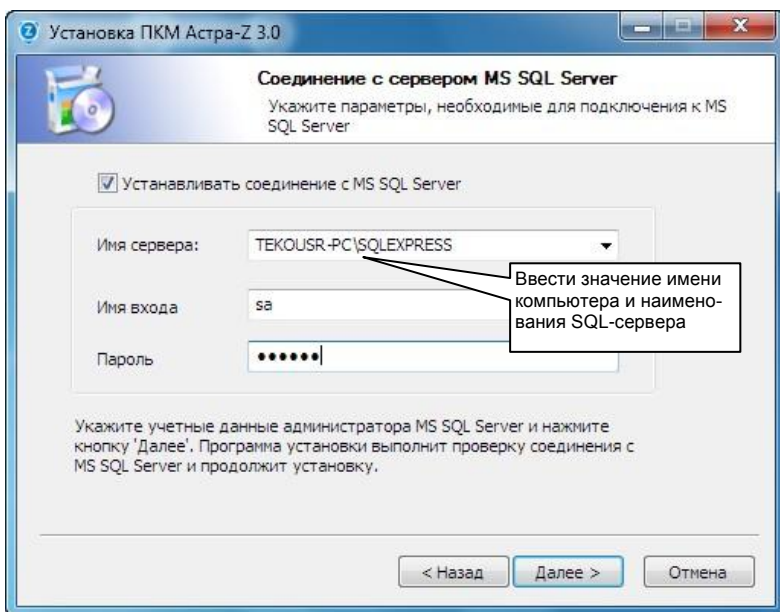 Установка ПКМ Астра-Z 3.0
Соединение с сервером MS SQL Server
Укажите параметры, необходимые для подключения к MS
SQL Server
Устанавливать соединение с MS SQL Server
Имя сервера:
TEKOUSR-PC\SQLEXPRESS
Ввести значение имени
компьютера и наимено-
вания SQL-сервера
Имя входа
sa
Пароль
••••••
Укажите учетные данные администратора MS SQL Server и нажмите
кнопку 'Далее'. Программа установки выполнит проверку соединения с
MS SQL Server и продолжит установку.
< Назад
Далее >
Отмена